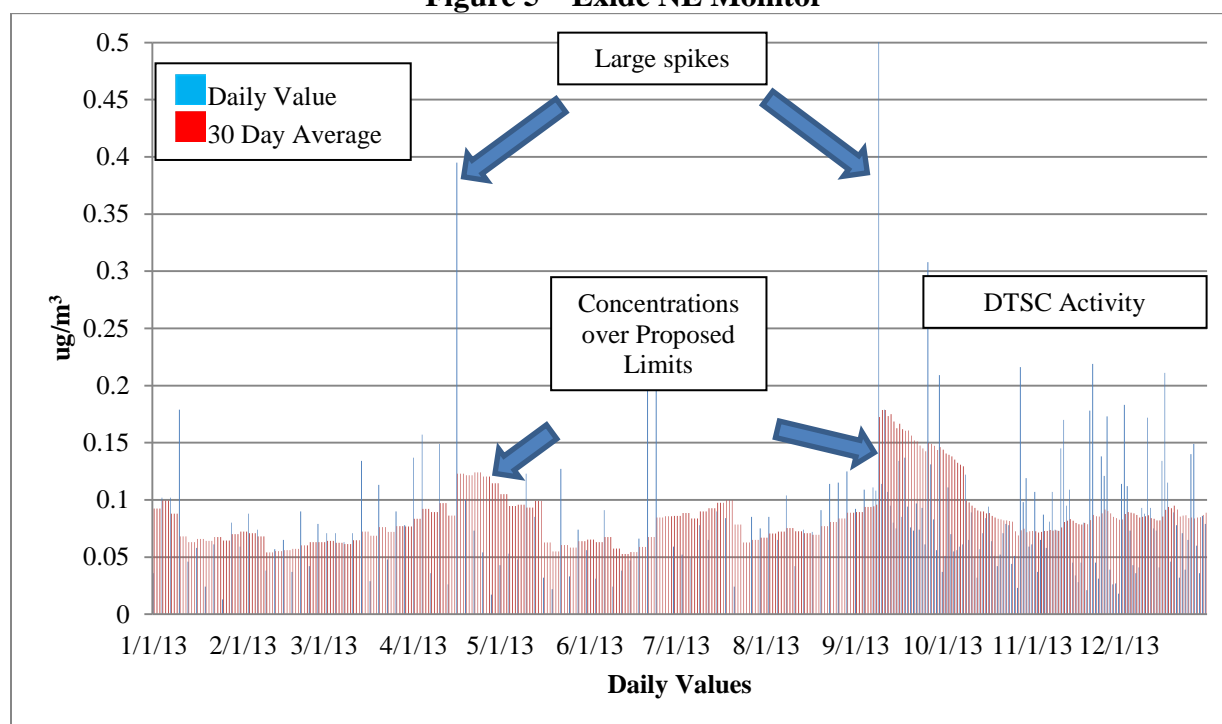 Figure 5 – Exide NE Monitor
0.5
0.45
0.4
0.35
0.3
0.25
0.2
0.15
0.1
0.05
0
ug/m³
Daily Value
30 Day Average
Large spikes
Concentrations
over Proposed
Limits
DTSC Activity
1/1/13 2/1/13 3/1/13 4/1/13 5/1/13 6/1/13 7/1/13 8/1/13 9/1/13 10/1/13 11/1/13 12/1/13
Daily Values